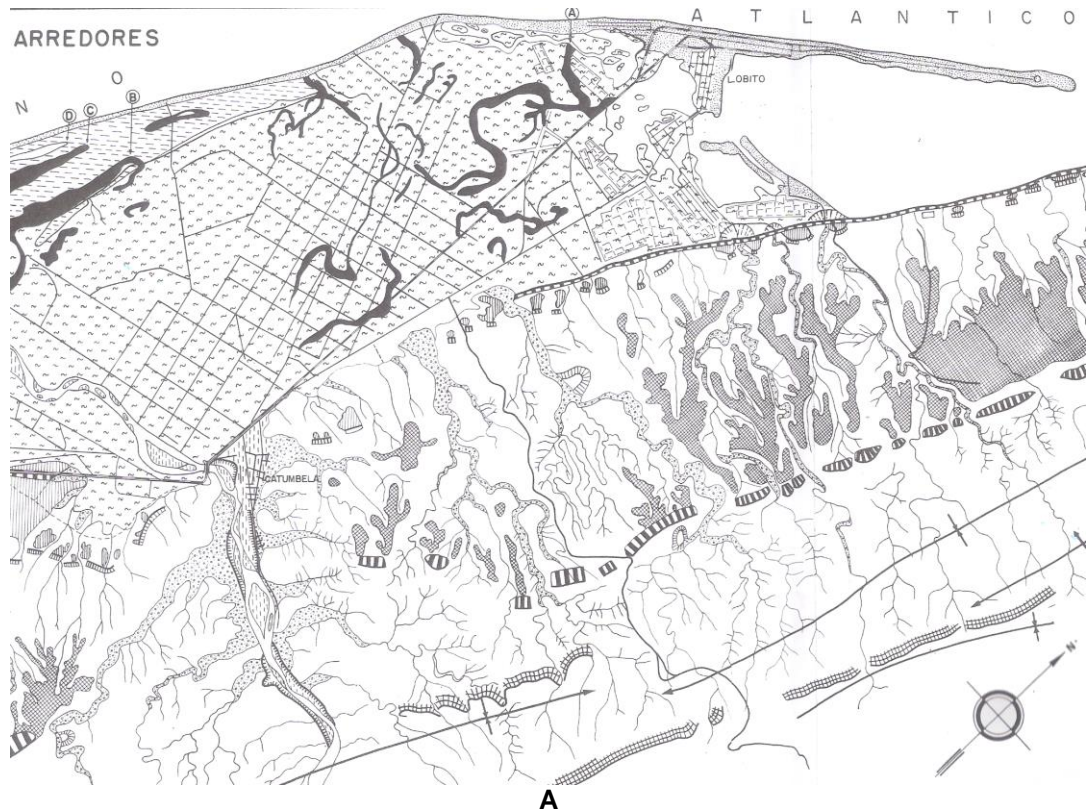 ARREDORES
A T L A N T I C O
N O
A
D C B
LOBITO
CATUMBELA
N
A